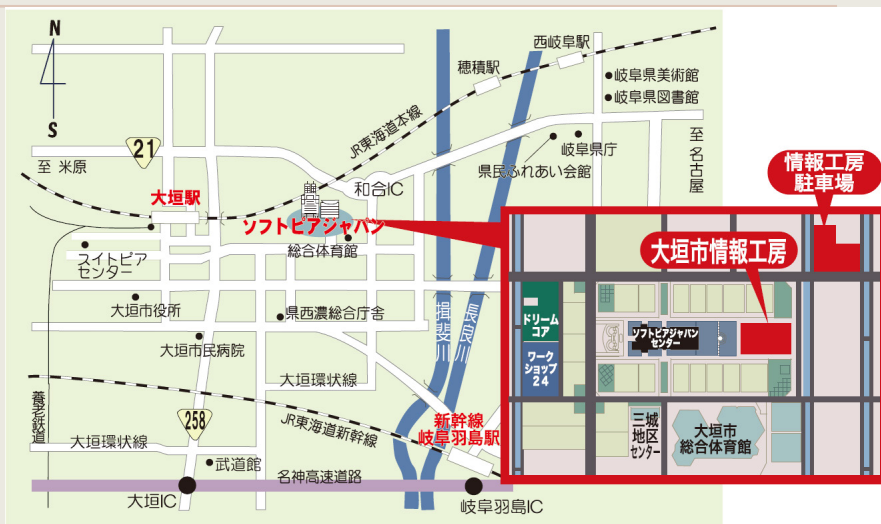 N
S
西岐阜駅
穂積駅
岐阜県美術館
岐阜県図書館
JR東海道本線
21
至 米原
岐阜県庁
県民ふれあい会館
至 名古屋
和合IC
大垣駅
ソフトピアジャパン
総合体育館
スイトピア
センター
大垣市役所
県西濃総合庁舎
大垣市民病院
揖斐川
長良川
大垣環状線
養老鉄道
258
大垣環状線
JR東海道新幹線
新幹線
岐阜羽島駅
武道館
名神高速道路
大垣IC
岐阜羽島IC
情報工房
駐車場
大垣市情報工房
ドリーム
コア
ソフトピアジャパン
センター
ワーク
ショップ
24
三城
地区
センター
大垣市
総合体育館